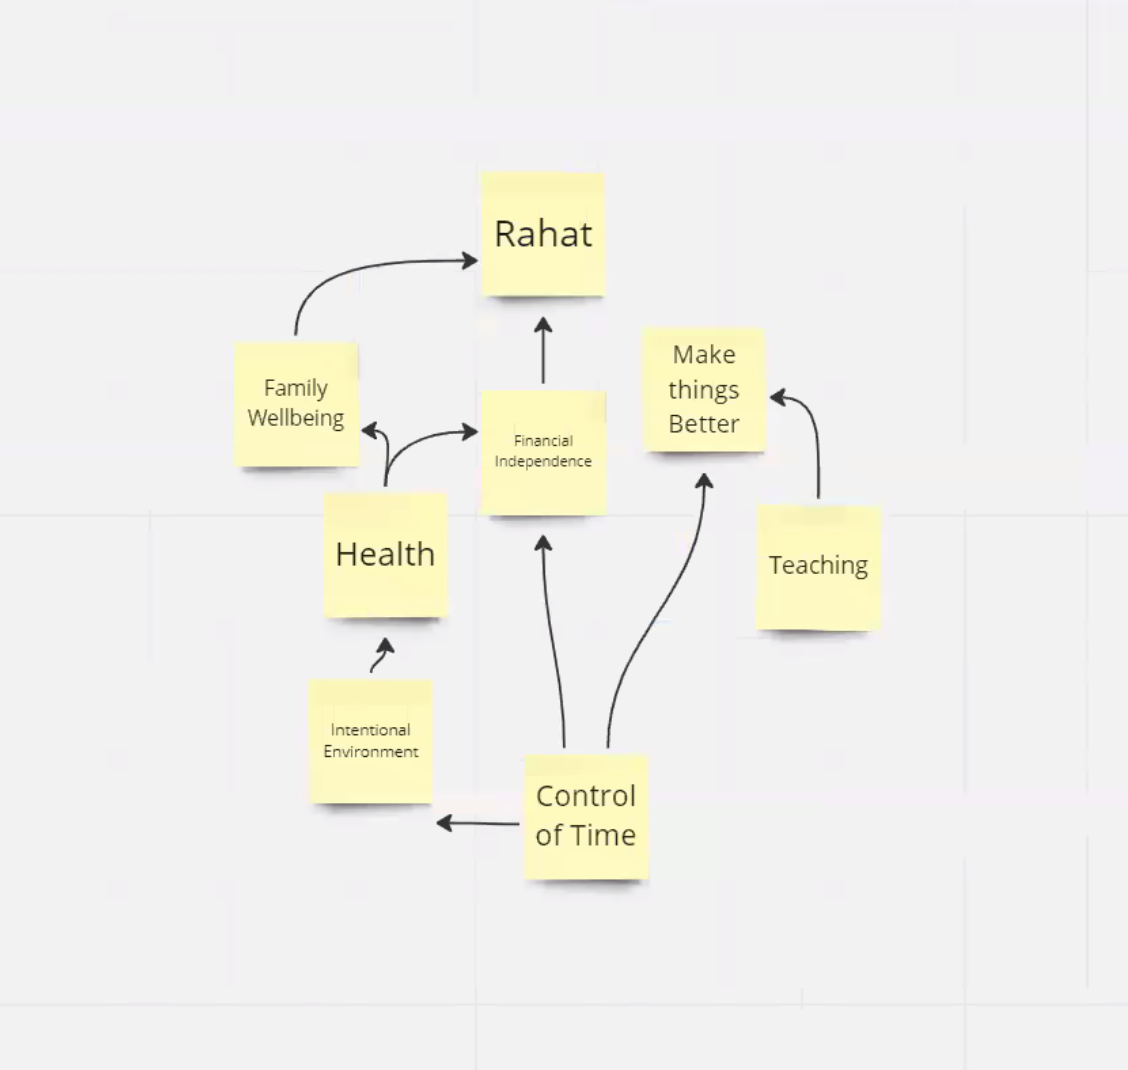 Rahat
Make
things
Better
Family
Wellbeing
Financial
Independence
Health
Teaching
Intentional
Environment
Control
of Time